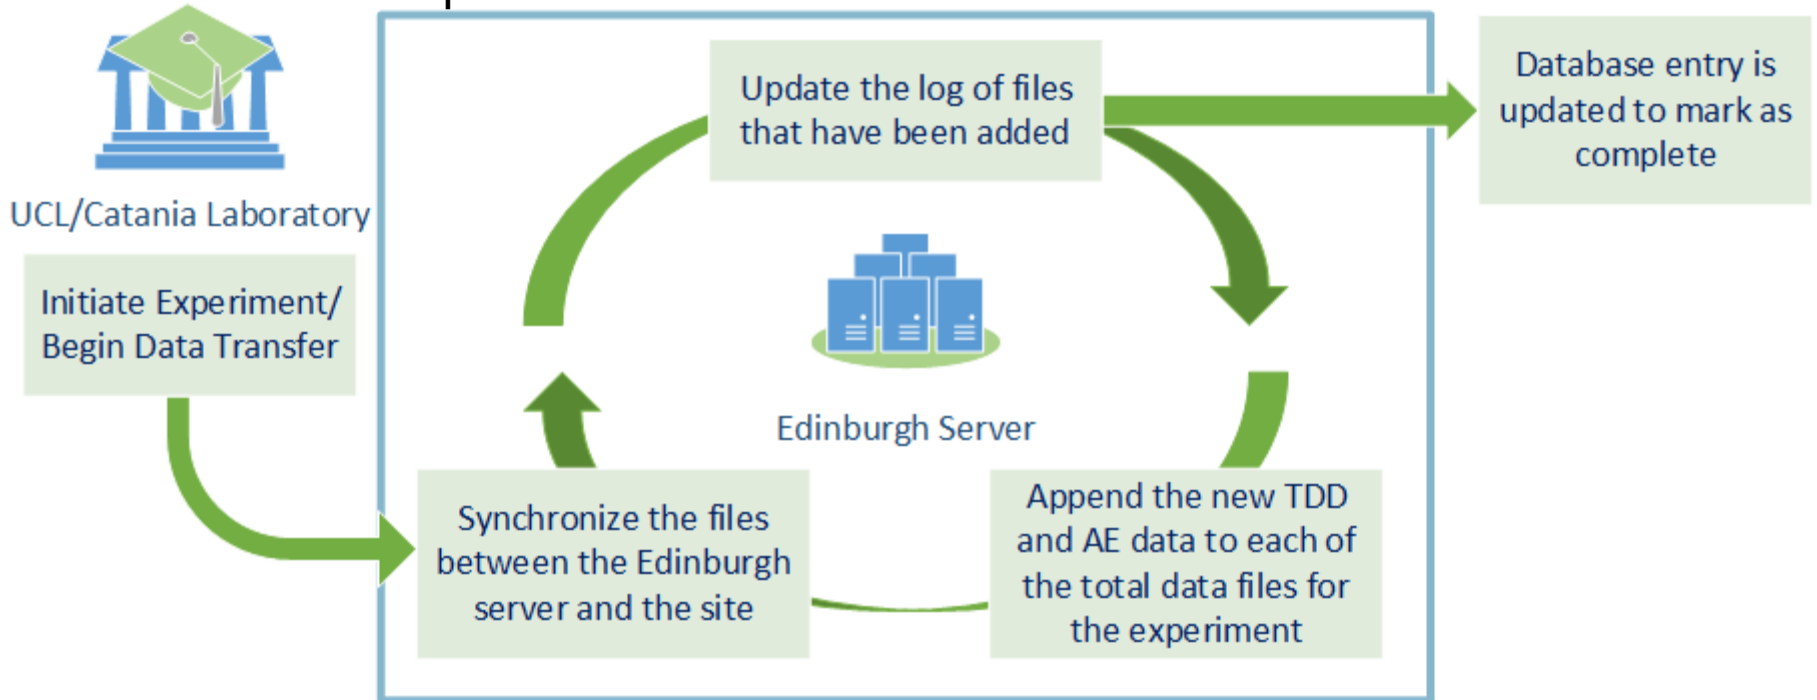 UCL/Catania Laboratory
Initiate Experiment/
Begin Data Transfer
Update the log of files
that have been added
Database entry is
updated to mark as
complete
Edinburgh Server
Synchronize the files
between the Edinburgh
server and the site
Append the new TDD
and AE data to each of
the total data files for
the experiment